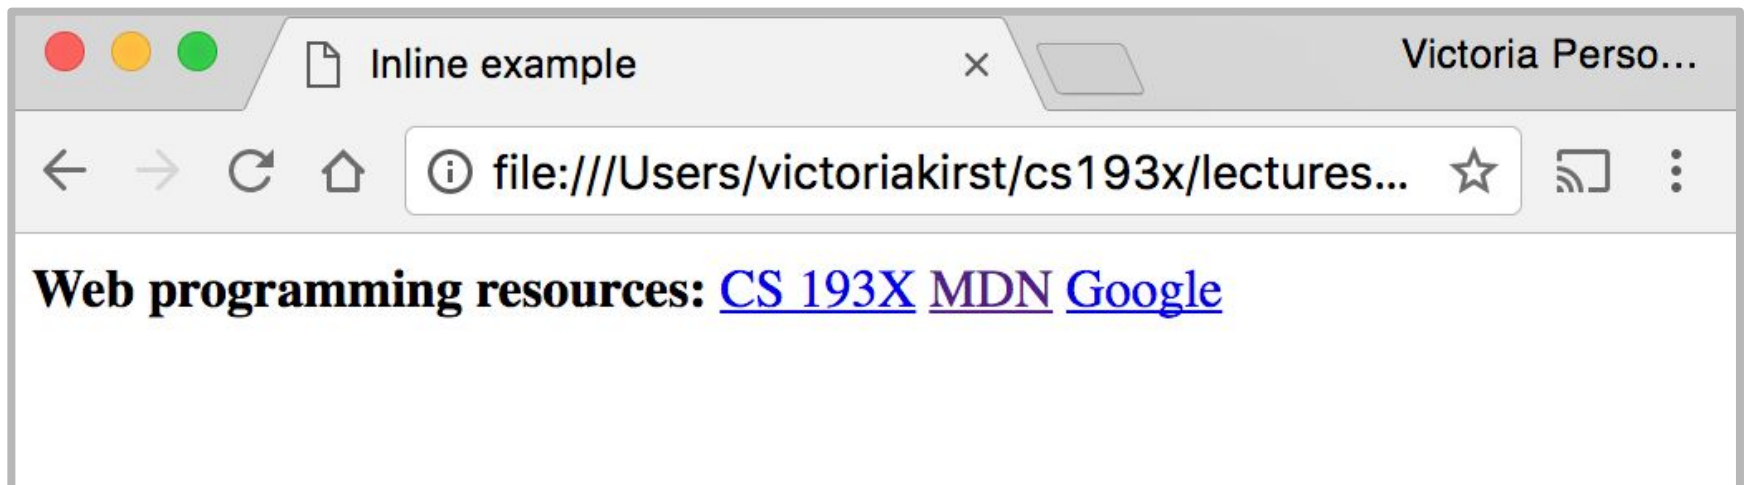 Inline example
Victoria Perso...
file:///Users/victoriakirst/cs193x/lectures...
Web programming resources: CS 193X MDN Google